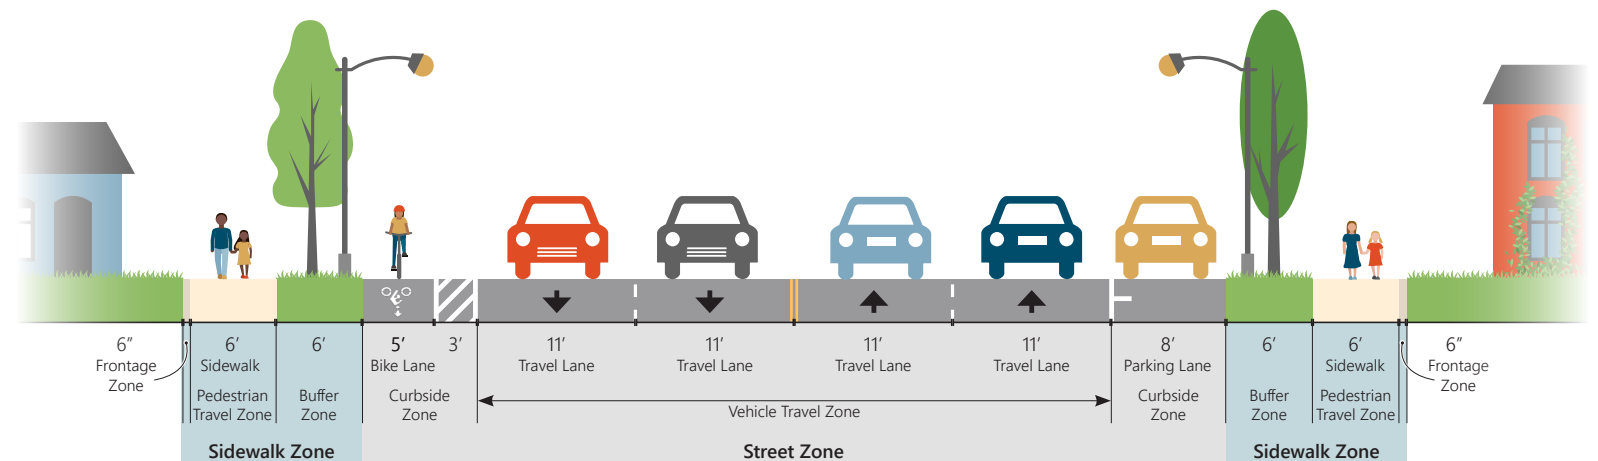 6”
Frontage
Zone
6’
Sidewalk
Pedestrian
Travel Zone
6’
Buffer
Zone
5’
Bike Lane
3’
Curbside
Zone
11’
Travel Lane
11’
Travel Lane
11’
Travel Lane
11’
Travel Lane
Vehicle Travel Zone
8’
Parking Lane
Curbside
Zone
6’
Buffer
Zone
6’
Sidewalk
Pedestrian
Travel Zone
6”
Frontage
Zone
Sidewalk Zone
Street Zone
Sidewalk Zone